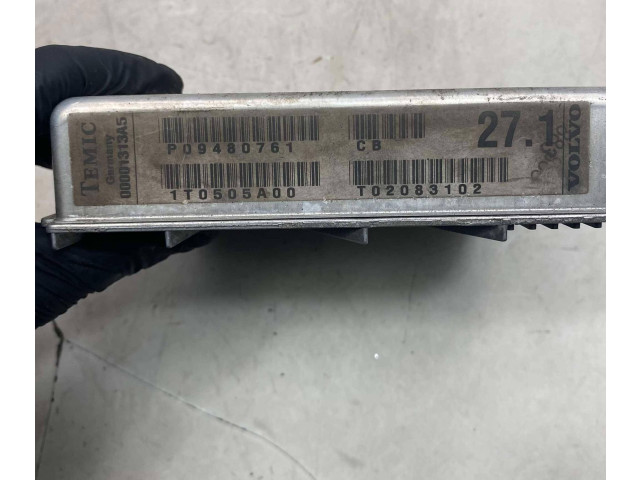 TEMIC
Germany
00001313A5
P09480761
CB
27.1
1T0505A00
T02083102
VOLVO